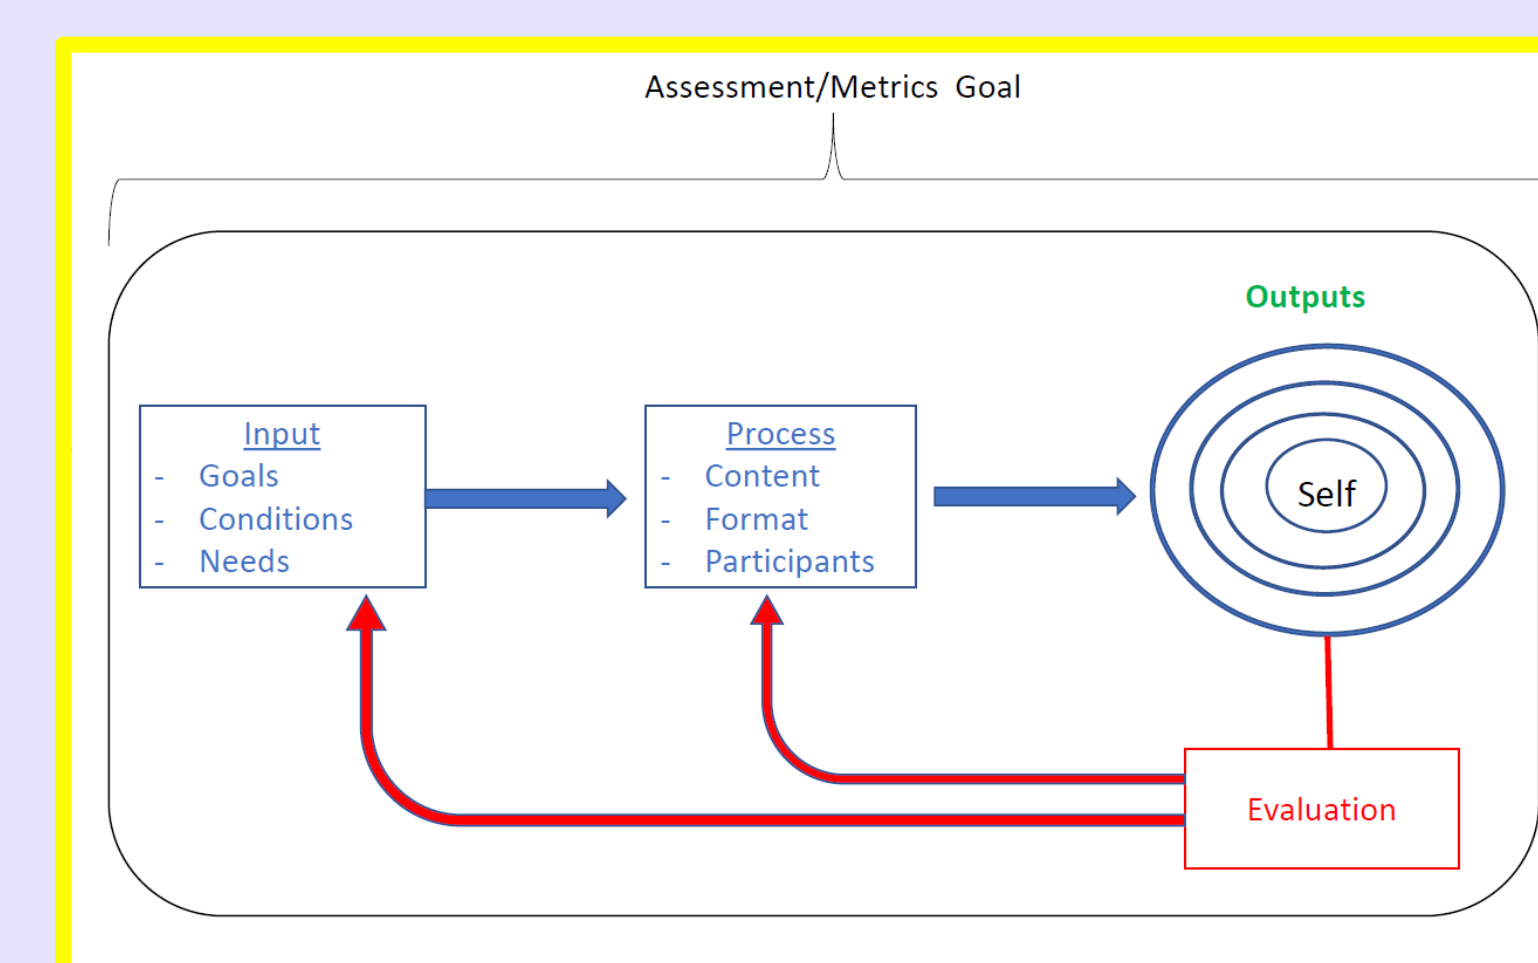 Assessment/Metrics Goal
Outputs
Input
- Goals
- Conditions
- Needs
Process
- Content
- Format
- Participants
Self
Evaluation